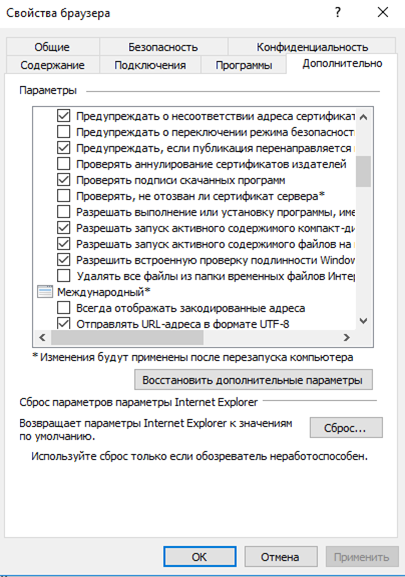 Свойства браузера
Общие Безопасность Конфиденциальность
Содержание Подключения Программы Дополнительно
Параметры
Предупреждать о несоответствии адреса сертификат
Предупреждать о переключении режима безопасност
Предупреждать, если публикация перенаправляется
Проверять аннулирование сертификатов издателей
Проверять подписи скачанных программ
Проверять, не отозван ли сертификат сервера*
Разрешать выполнение или установку программы, име
Разрешать запуск активного содержимого компакт-ди
Разрешать запуск активного содержимого файлов на
Разрешить встроенную проверку подлинности Window
Удалять все файлы из папки временных файлов Инте
Международный*
Всегда отображать закодированные адреса
Отправлять URL-адреса в формате UTF-8
*Изменения будут применены после перезапуска компьютера
Восстановить дополнительные параметры
Сброс параметров параметры Internet Explorer
Возвращает параметры Internet Explorer к значениям
по умолчанию.
Сброс...
Используйте сброс только если обозреватель неработоспособен.
ОК Отмена Применить